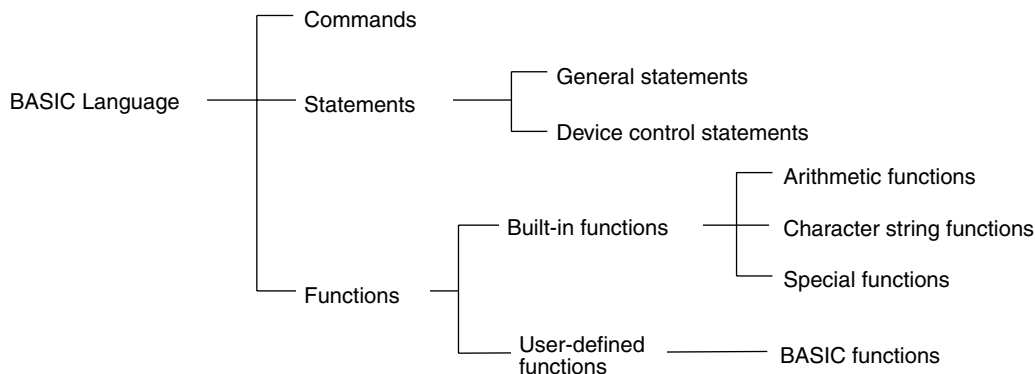 Commands
BASIC Language
Statements
General statements
Device control statements
Functions
Built-in functions
Arithmetic functions
Character string functions
Special functions
User-defined
functions
BASIC functions